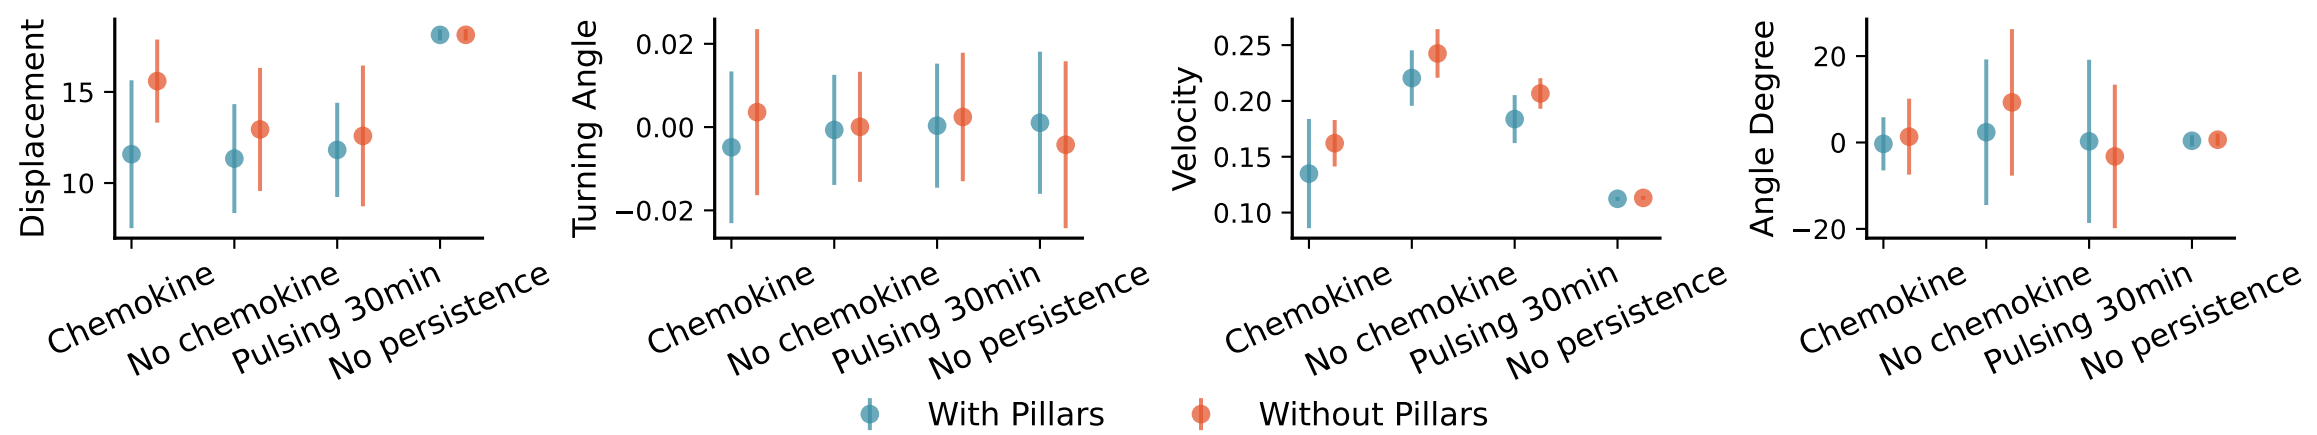 Displacement
15
10
Chemokine
No chemokine
Pulsing 30min
No persistence
Turning Angle
0.02
0.00
−0.02
Chemokine
No chemokine
Pulsing 30min
No persistence
Velocity
0.25
0.20
0.15
0.10
Chemokine
No chemokine
Pulsing 30min
No persistence
Angle Degree
20
0
−20
Chemokine
No chemokine
Pulsing 30min
No persistence
With Pillars
Without Pillars